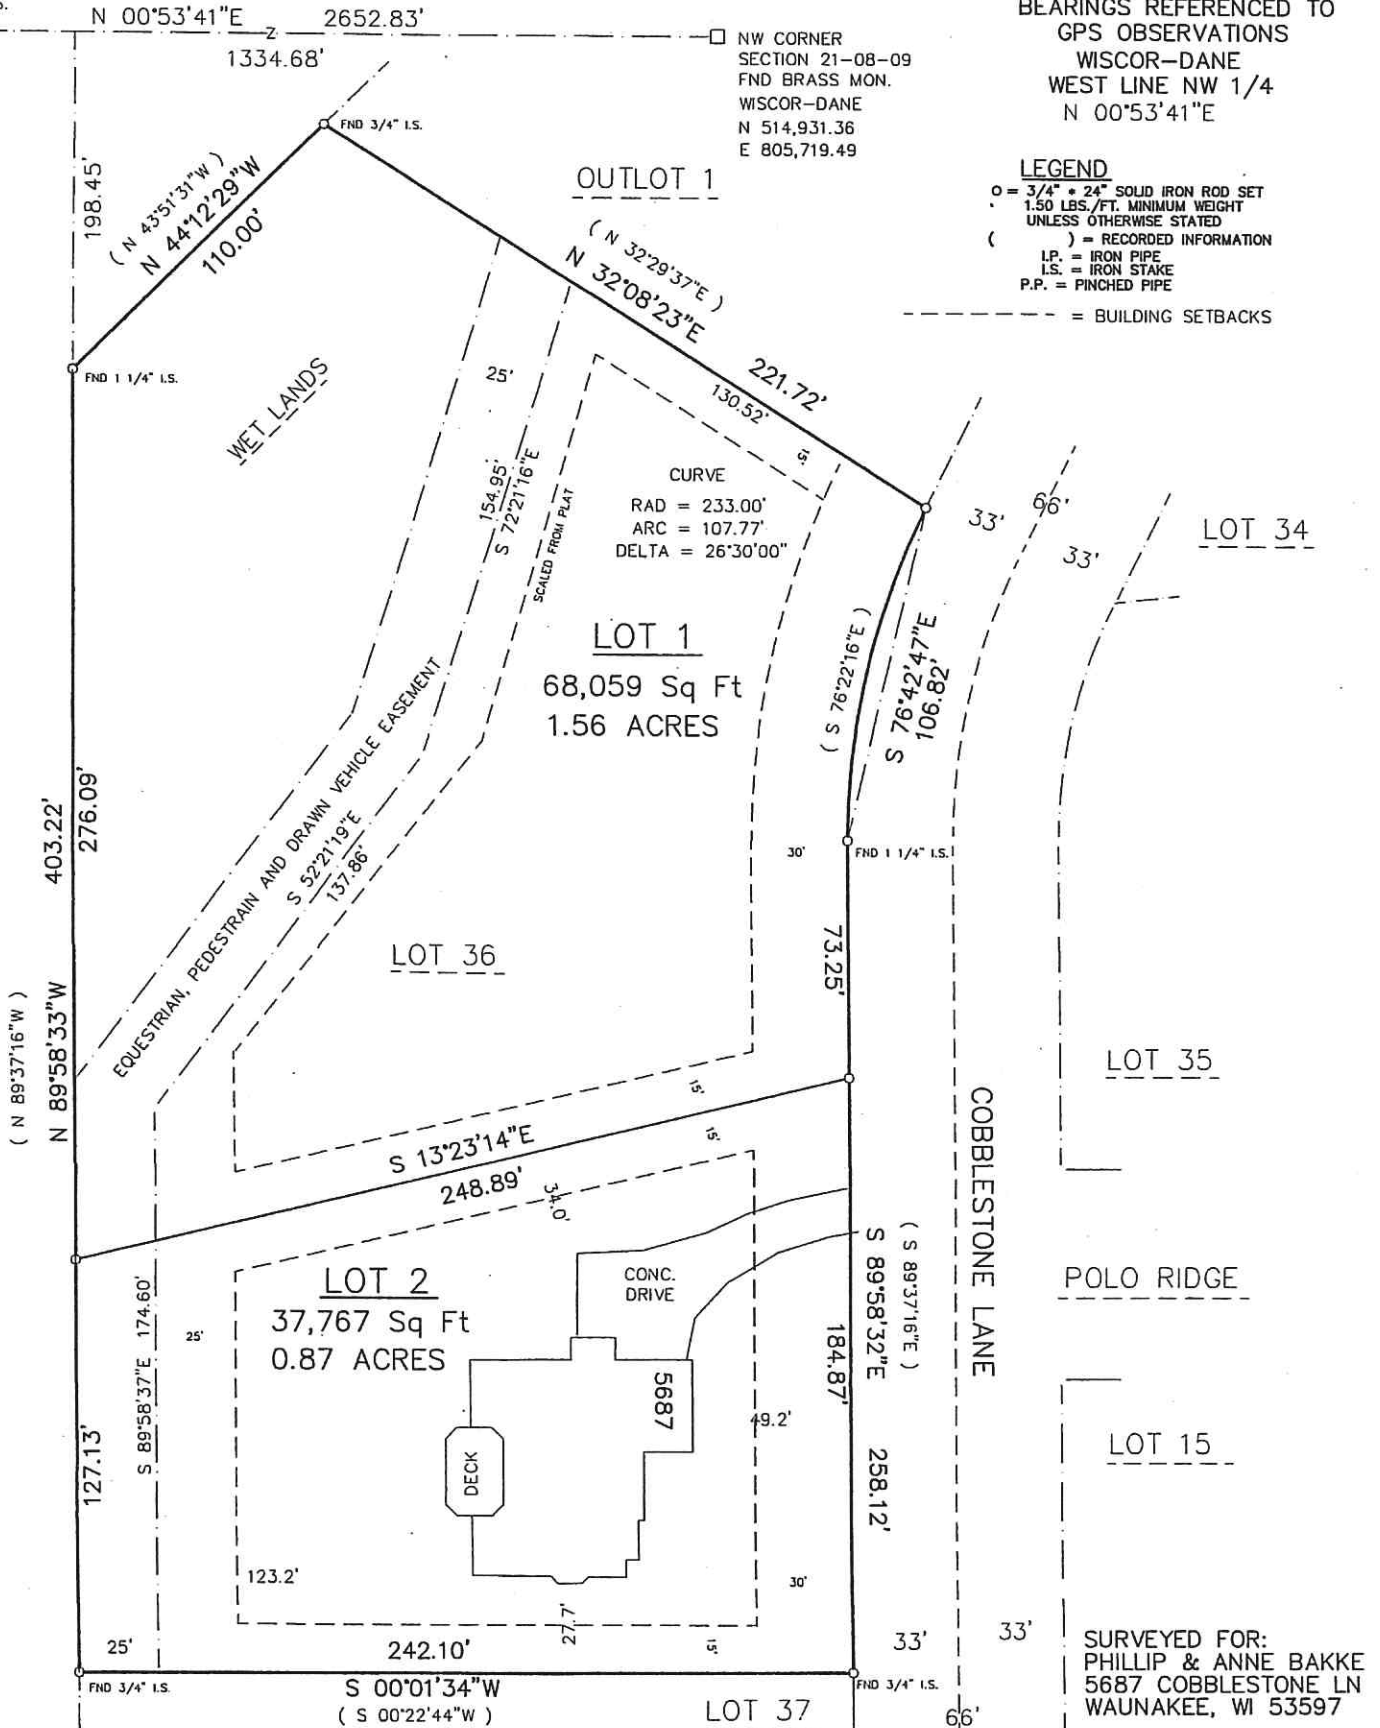 N 00°53'41"E 2652.83'
Z
1334.68'
NW CORNER
SECTION 21-08-09
FND BRASS MON.
WISCOR-DANE
N 514,931.36
E 805,719.49
BEARINGS REFERENCED TO
GPS OBSERVATIONS
WISCOR-DANE
WEST LINE NW 1/4
N 00°53'41"E
LEGEND
O = 3/4" * 24" SOLID IRON ROD SET
1.50 LBS./FT. MINIMUM WEIGHT
UNLESS OTHERWISE STATED
( ) = RECORDED INFORMATION
I.P. = IRON PIPE
I.S. = IRON STAKE
P.P. = PINCHED PIPE
= BUILDING SETBACKS
198.45'
FND 3/4" I.S.
( N 43°51'31"W )
N 44°12'29"W
110.00'
OUTLOT 1
( N 32°29'37"E )
N 32°08'23"E
221.72'
130.52'
15'
FND 1 1/4" I.S.
WET LANDS
25'
154.95'
S 72°21'16"E
SCALED FROM PLAT
CURVE
RAD = 233.00'
ARC = 107.77'
DELTA = 26°30'00"
33'
66'
33'
LOT 34
LOT 1
68,059 Sq Ft
1.56 ACRES
( S 76°22'16"E )
S 76°42'47"E
106.82'
EQUESTRIAN, PEDESTRAIN AND DRAWN VEHICLE EASEMENT
S 52°21'19"E
137.86'
403.22'
276.09'
30'
FND 1 1/4" I.S.
73.25'
LOT 36
( N 89°37'16"W )
N 89°58'33"W
LOT 35
15'
15'
S 13°23'14"E
248.89'
34.0'
COBBLESTONE LANE
LOT 2
37,767 Sq Ft
0.87 ACRES
CONC.
DRIVE
S 89°58'37"E 174.60'
25'
( S 89°37'16"E )
S 89°58'32"E 258.12'
184.87'
POLO RIDGE
5687
49.2'
DECK
127.13'
LOT 15
123.2'
30'
27.7'
15'
25'
242.10'
33'
33'
FND 3/4" I.S.
S 00°01'34"W
( S 00°22'44"W )
FND 3/4" I.S.
LOT 37
66'
SURVEYED FOR:
PHILLIP & ANNE BAKKE
5687 COBBLESTONE LN
WAUNAKEE, WI 53597